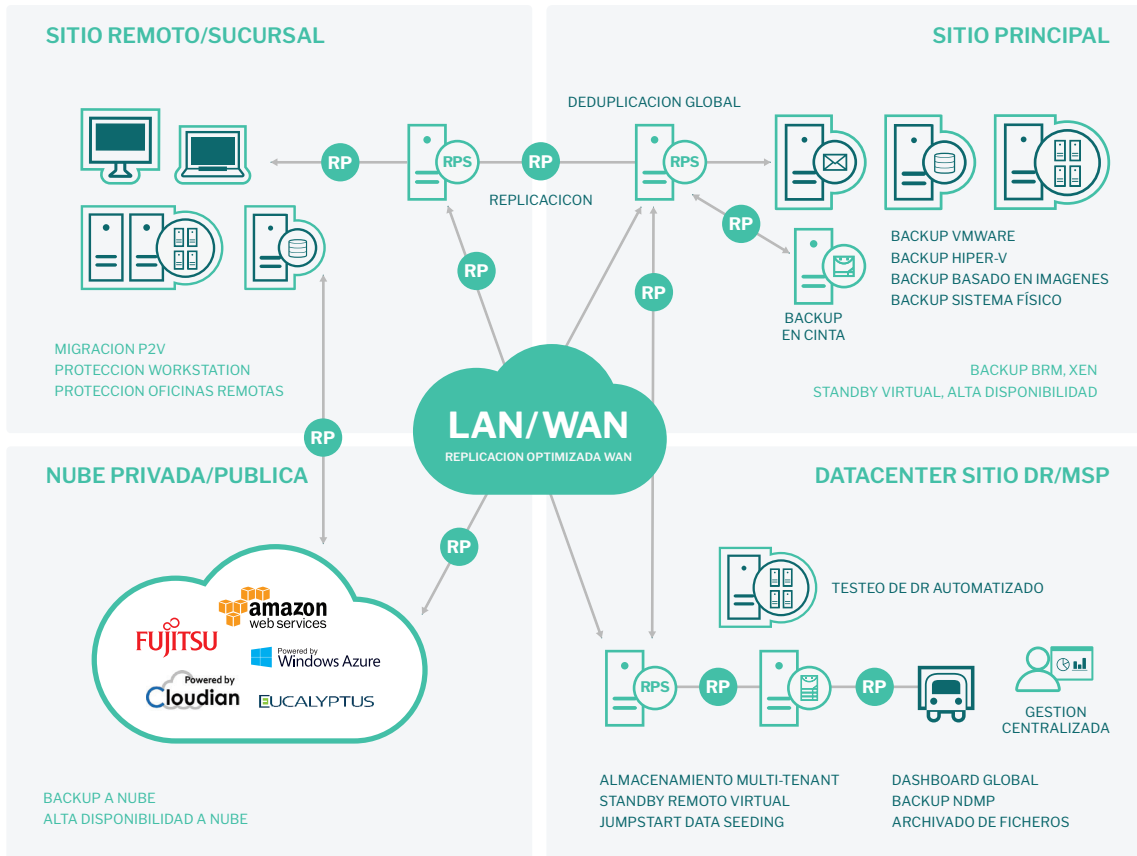 SITIO REMOTO/SUCURSAL
RP
RPS
RP
REPLICACICON
RP
MIGRACION P2V
PROTECCION WORKSTATION
PROTECCION OFICINAS REMOTAS
RP
SITIO PRINCIPAL
DEDUPLICACION GLOBAL
RPS
RP
RP
BACKUP
EN CINTA
BACKUP VMWARE
BACKUP HIPER-V
BACKUP BASADO EN IMAGENES
BACKUP SISTEMA FÍSICO
BACKUP BRM, XEN
STANDBY VIRTUAL, ALTA DISPONIBILIDAD
LAN/WAN
REPLICACION OPTIMIZADA WAN
NUBE PRIVADA/PUBLICA
RP
amazon
web services
FUJITSU
Powered by
Windows Azure
Powered by
Cloudian
EUCALYPTUS
BACKUP A NUBE
ALTA DISPONIBILIDAD A NUBE
DATACENTER SITIO DR/MSP
TESTEO DE DR AUTOMATIZADO
RPS
RP
RP
GESTION
CENTRALIZADA
ALMACENAMIENTO MULTI-TENANT
STANDBY REMOTO VIRTUAL
JUMPSTART DATA SEEDING
DASHBOARD GLOBAL
BACKUP NDMP
ARCHIVADO DE FICHEROS